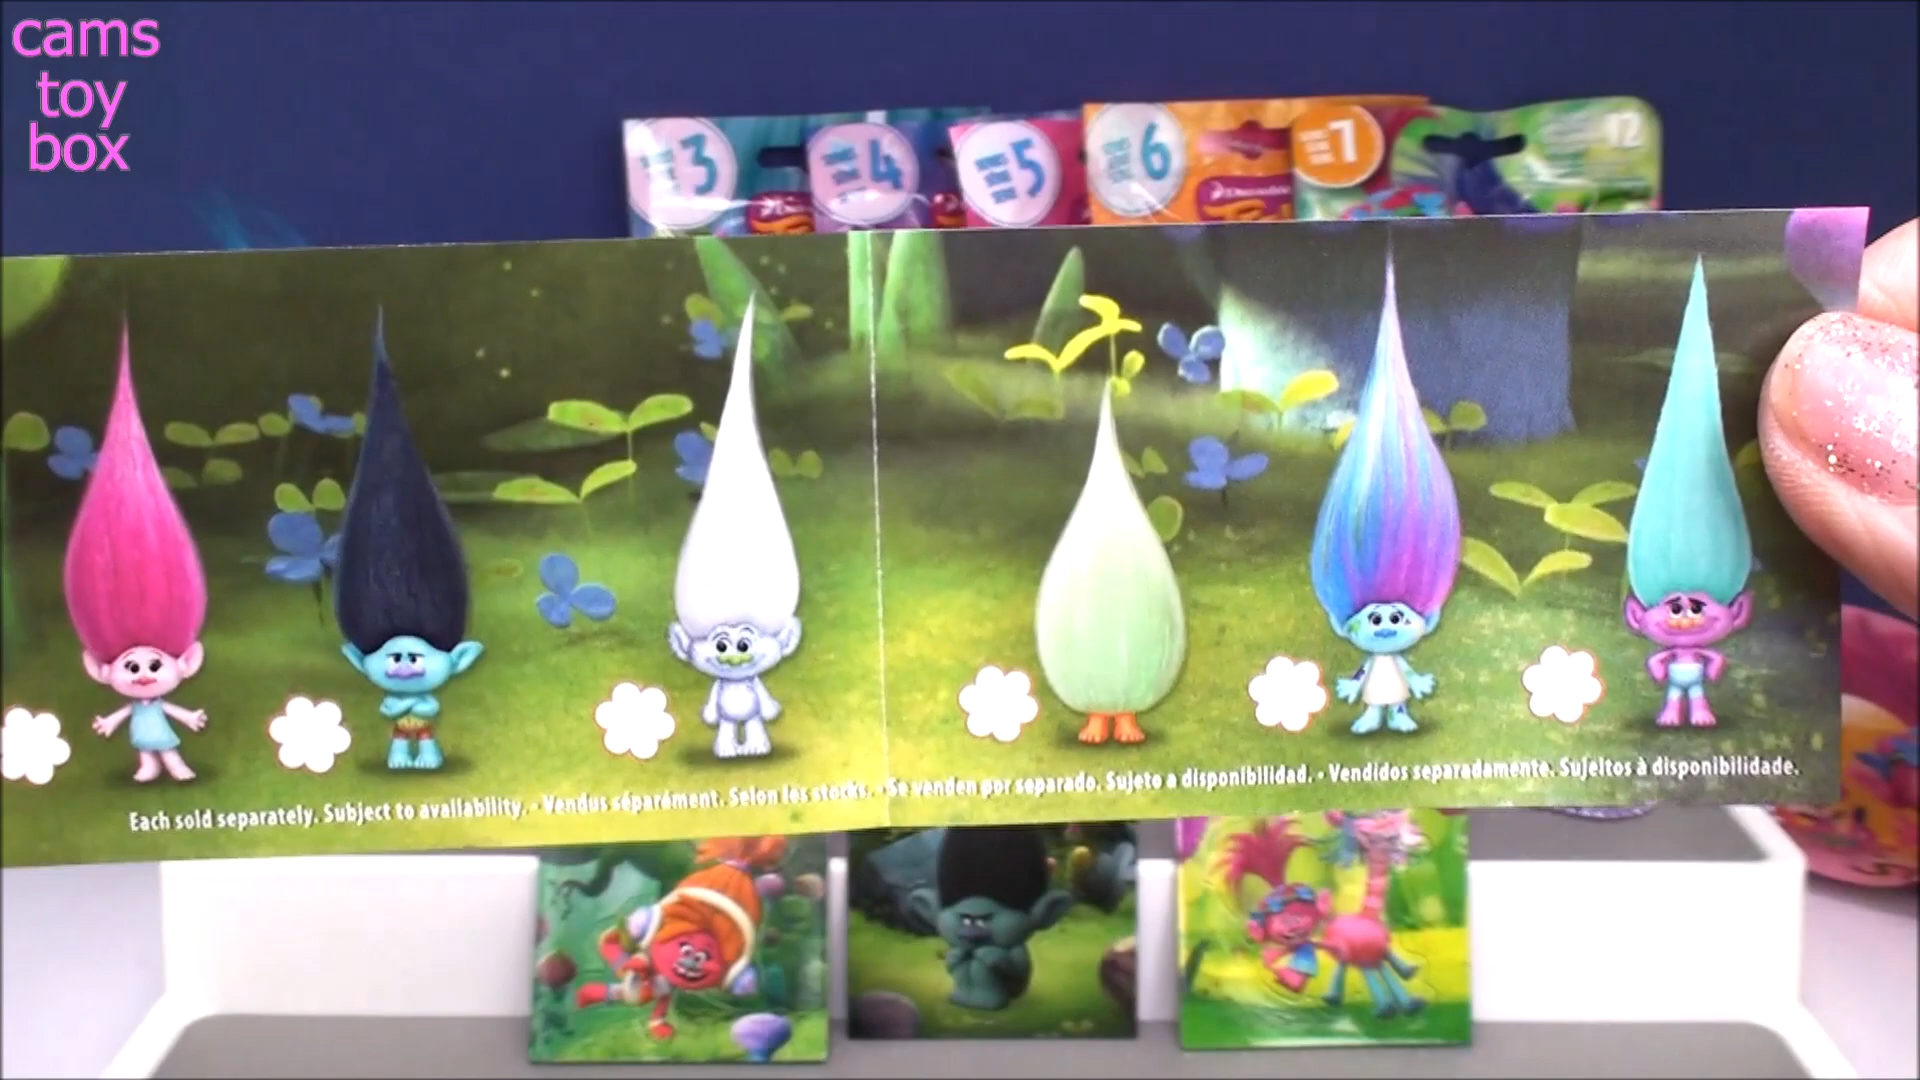 cams
toy
box
3
4
5
6
7
12
Each sold separately. Subject to availability. - Vendus séparément. Selon les stocks. - Se venden por separado. Sujeto a disponibilidad. - Vendidos separadamente. Sujeitos à disponibilidade.